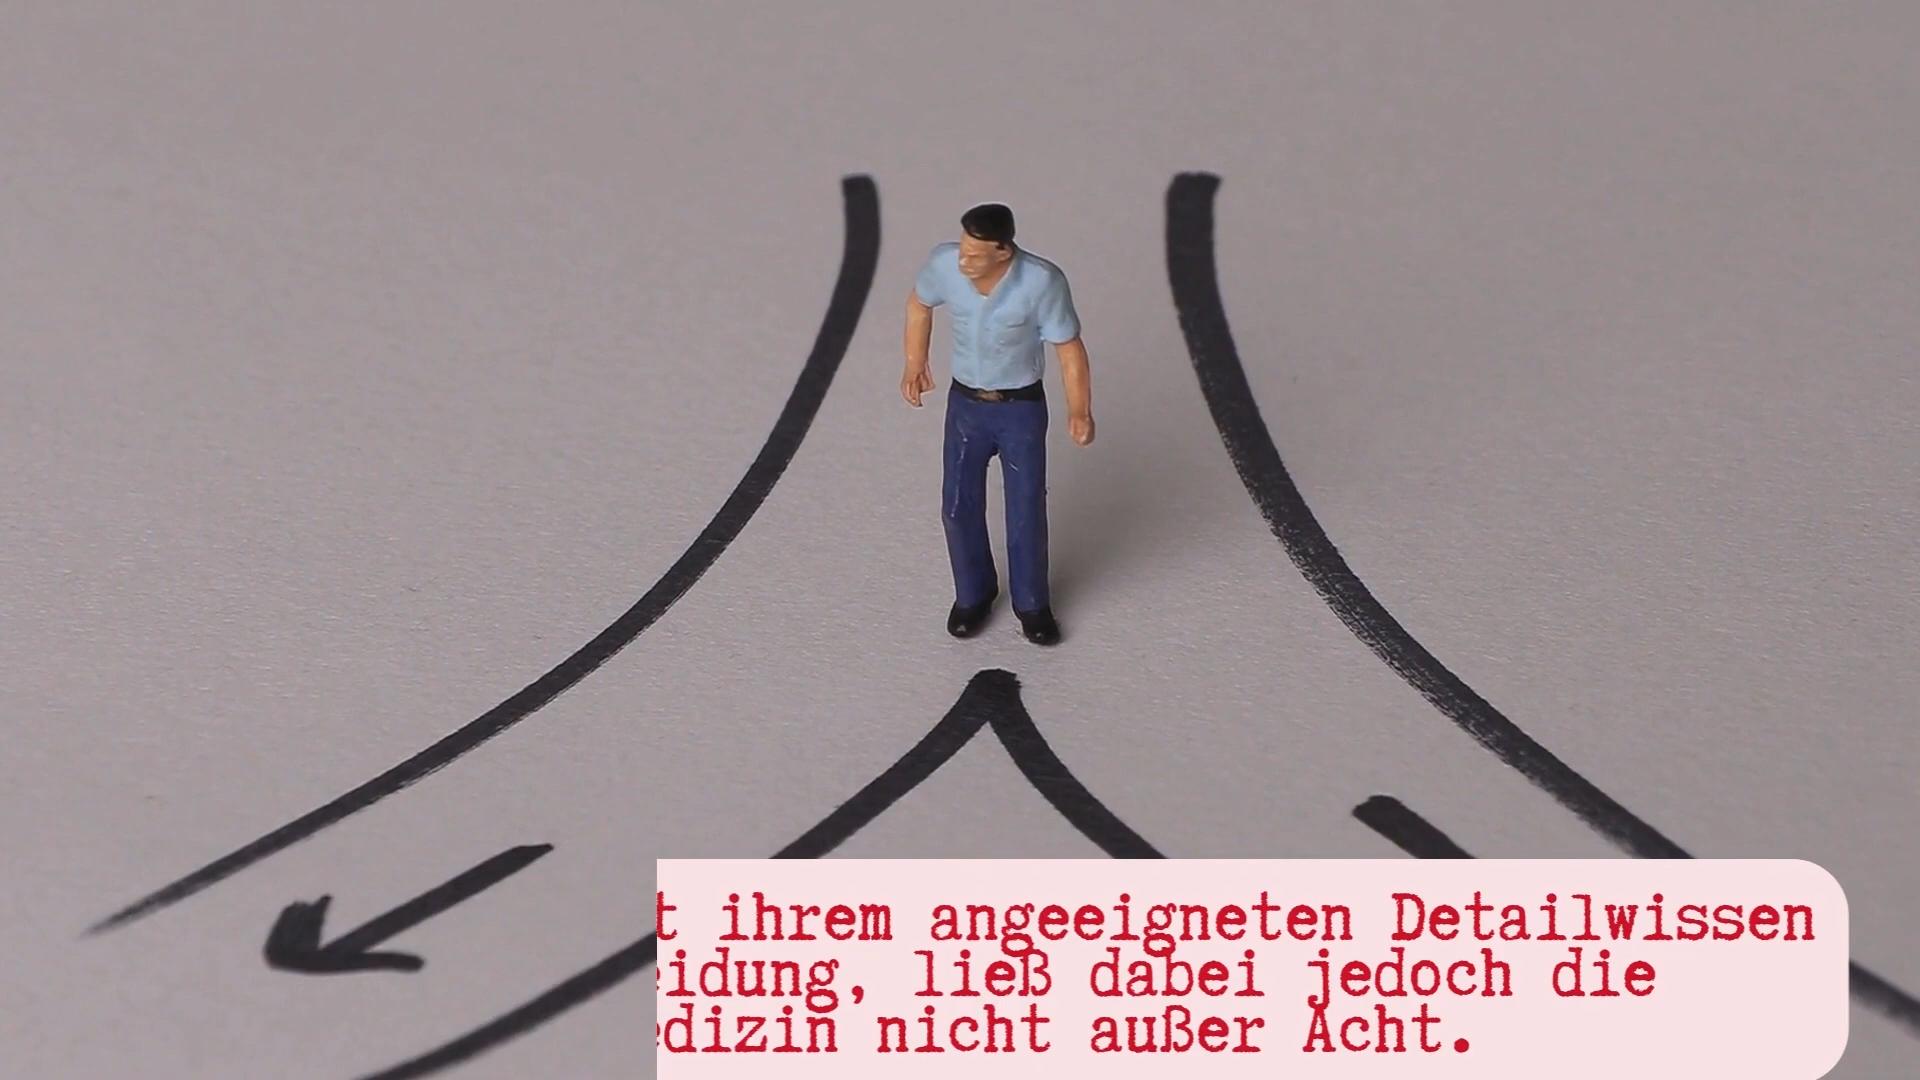 ihrem angeeigneten Detailwissen
ließ dabei jedoch die
nicht außer Acht.